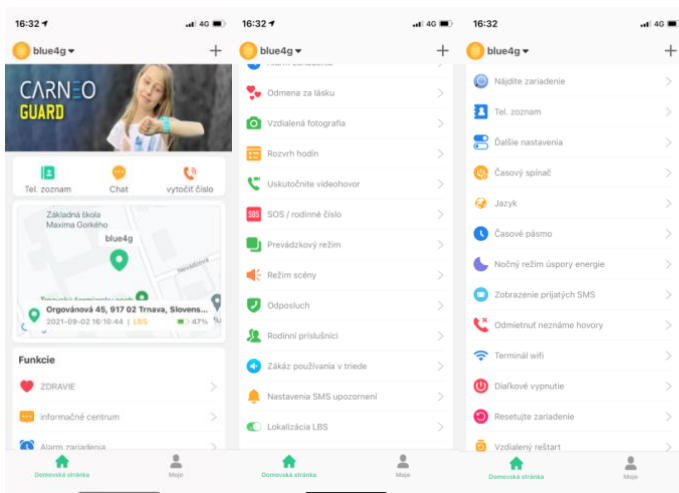 16:32
4G
blue4g
CARNEO
GUARD
Tel. zoznam
Chat
vytočiť číslo
Základná škola
Maxima Gorkého
blue4g
Orgovánová 45, 917 02 Trnava, Slovens...
2021-09-02 16:10:44 | LBS
47%
Funkcie
ZDRAVIE
informačné centrum
Alarm zariadenia
Domovská stránka
Moje
16:32
4G
blue4g
Alarm zariadenia
Odmena za lásku
Vzdialená fotografia
Rozvrh hodín
Uskutočnite videohovor
SOS
SOS / rodinné číslo
Prevádzkový režim
Režim scény
Odposluch
Rodinní príslušníci
Zákáz používania v triede
Nastavenia SMS upozornení
Lokalizácia LBS
Domovská stránka
Moje
16:32
4G
blue4g
Nájdite zariadenie
Tel. zoznam
Ďalšie nastavenia
Časový spínač
Jazyk
Časové pásmo
Nočný režim úspory energie
Zobrazenie prijatých SMS
Odmietnuť neznáme hovory
Terminál wifi
Diaľkové vypnutie
Resetujte zariadenie
Vzdialený reštart
Domovská stránka
Moje